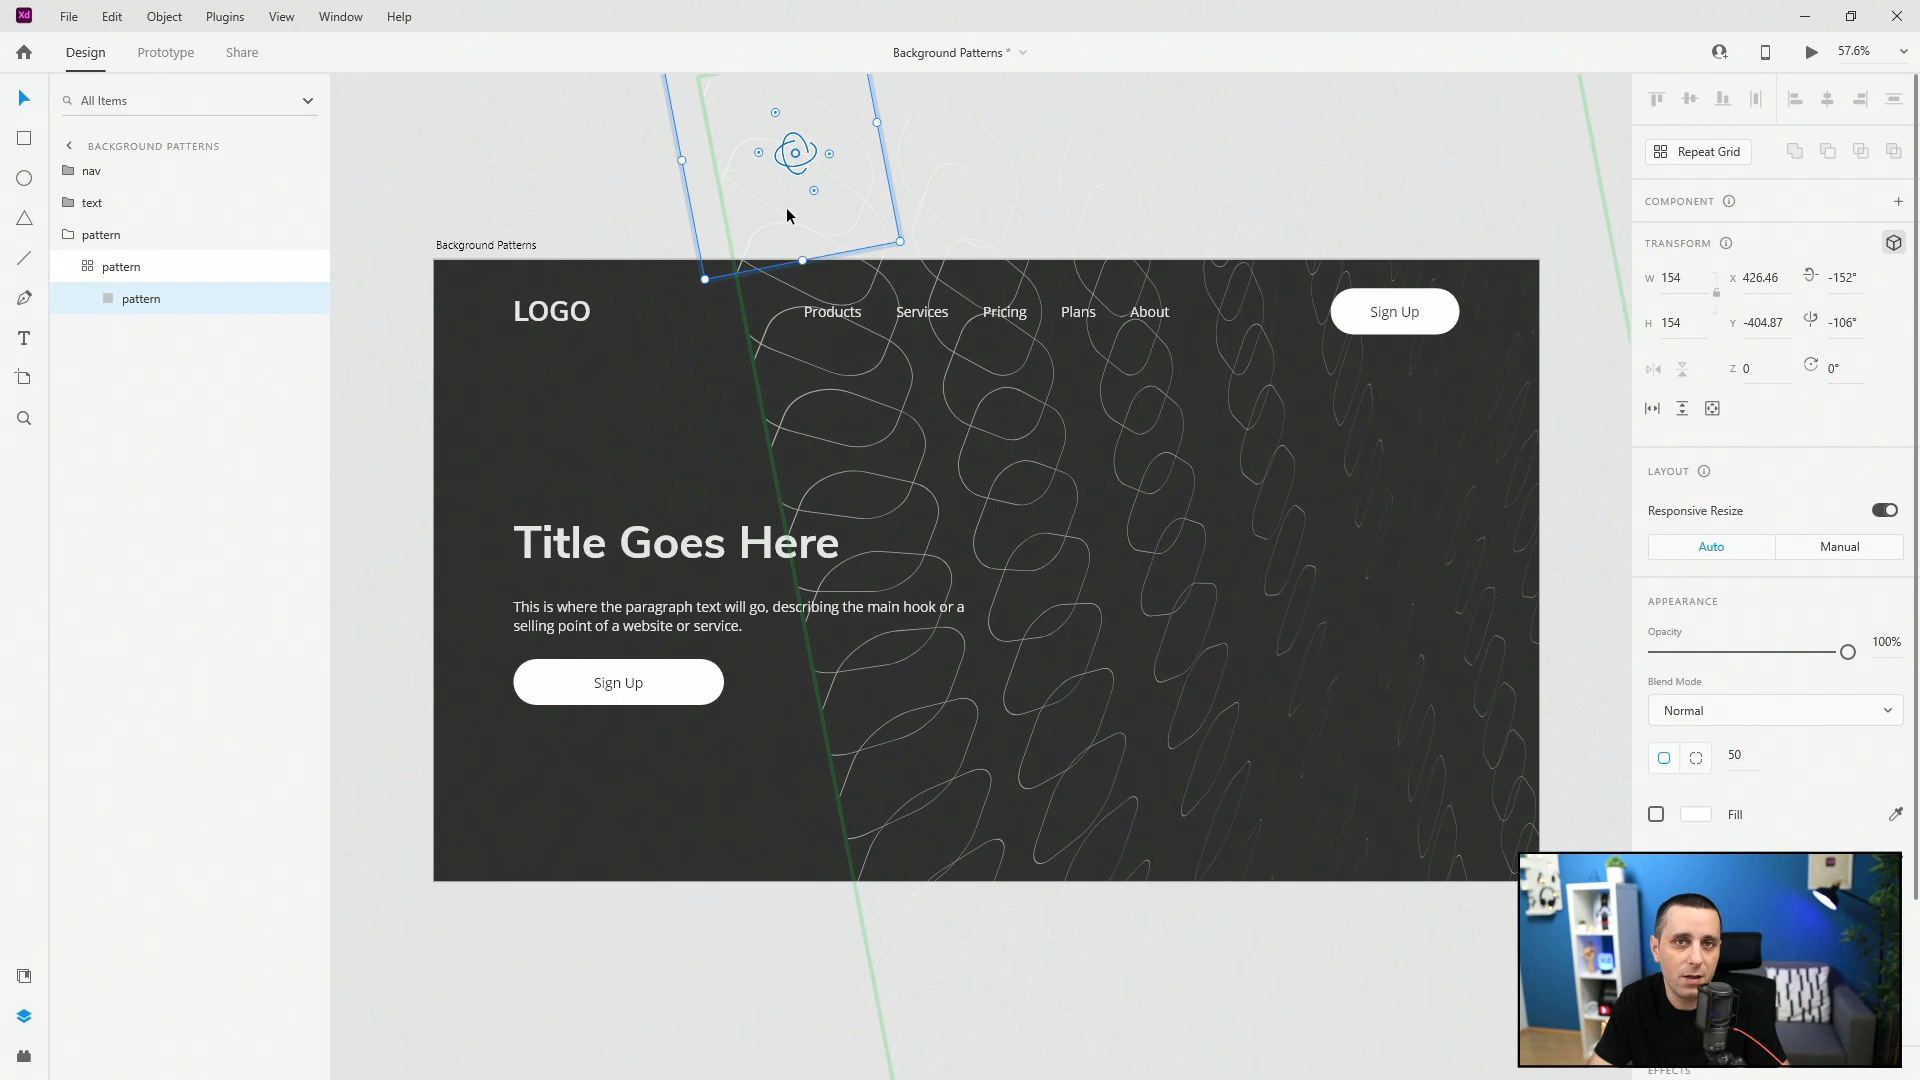 Xd
File
Edit
Object
Plugins
View
Window
Help
Design
Prototype
Share
Background Patterns *
57.6%
All Items
BACKGROUND PATTERNS
nav
text
pattern
pattern
pattern
Background Patterns
LOGO
Products
Services
Pricing
Plans
About
Sign Up
Title Goes Here
This is where the paragraph text will go, describing the main hook or a
selling point of a website or service.
Sign Up
Repeat Grid
COMPONENT
TRANSFORM
W 154
X 426.46
-152°
H 154
Y -404.87
-106°
Z 0
0°
LAYOUT
Responsive Resize
Auto
Manual
APPEARANCE
Opacity
100%
Blend Mode
Normal
50
Fill
EFFECTS